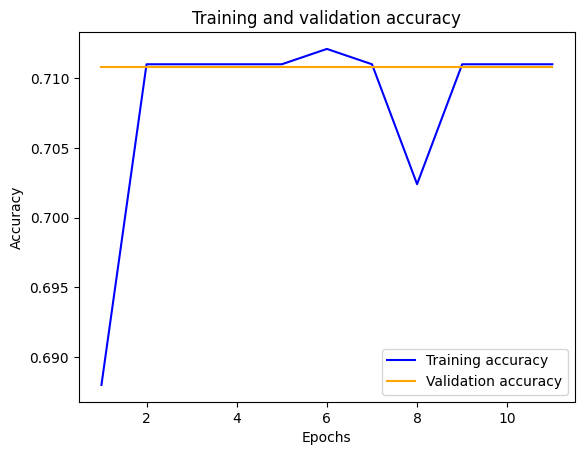 Training and validation accuracy
Accuracy
0.710
0.705
0.700
0.695
0.690
Training accuracy
Validation accuracy
2
4
6
8
10
Epochs